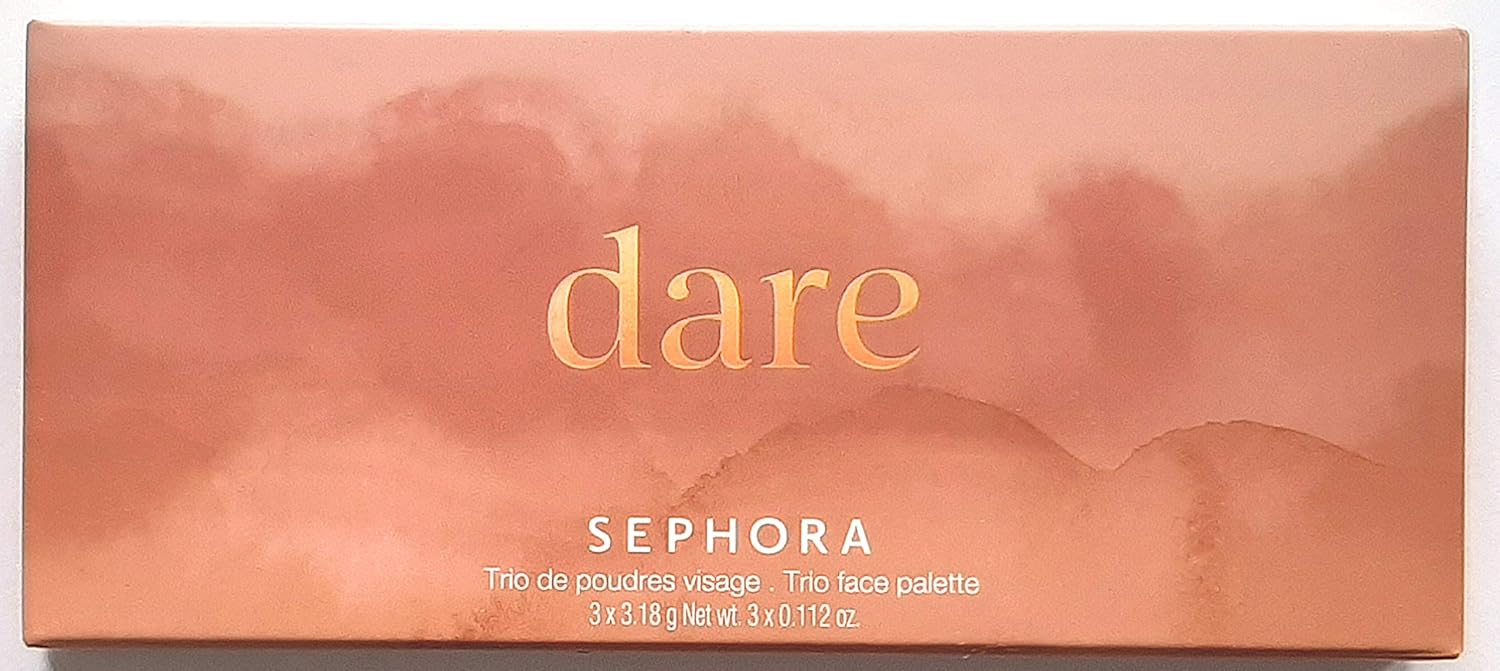 dare
SEPHORA
Trio de poudres visage . Trio face palette
3 x 3.18 g Net wt. 3 x 0.112 oz.